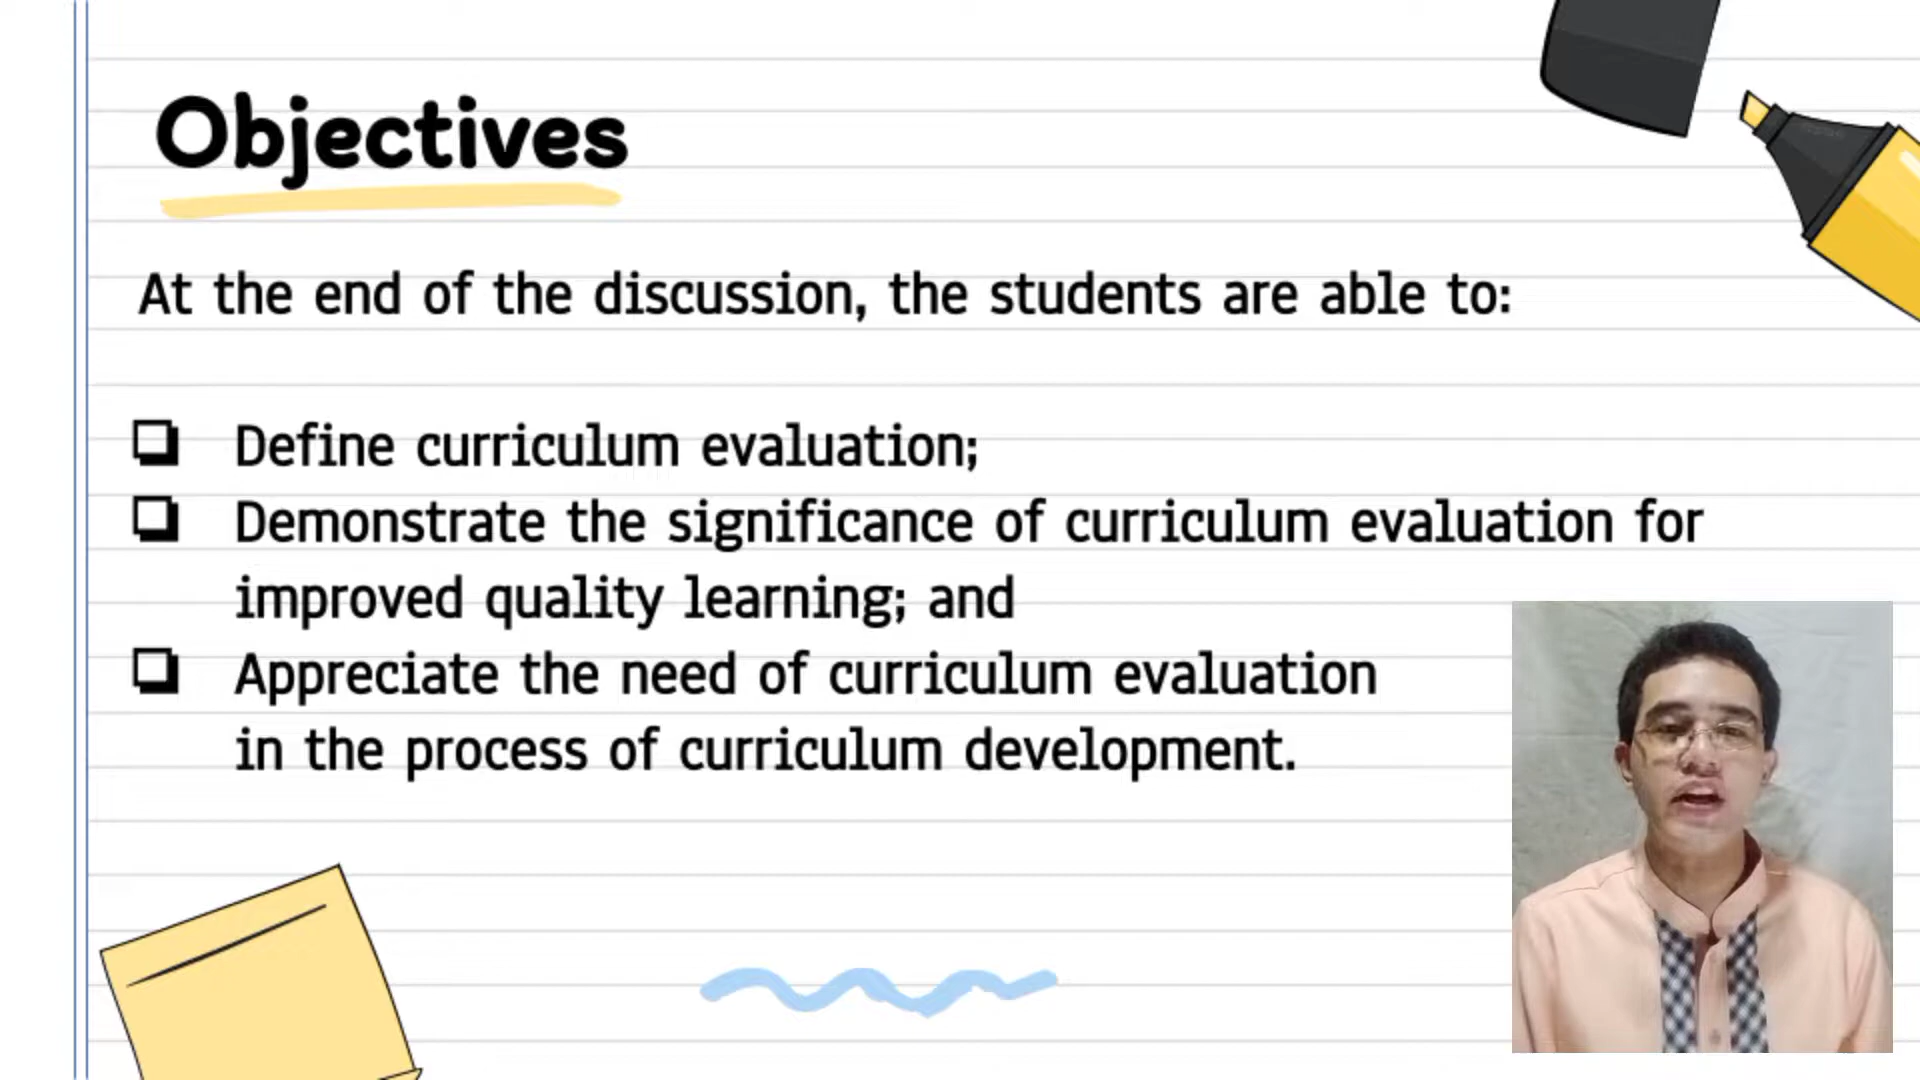 Objectives
At the end of the discussion, the students are able to:
Define curriculum evaluation;
Demonstrate the significance of curriculum evaluation for
improved quality learning; and
Appreciate the need of curriculum evaluation
in the process of curriculum development.